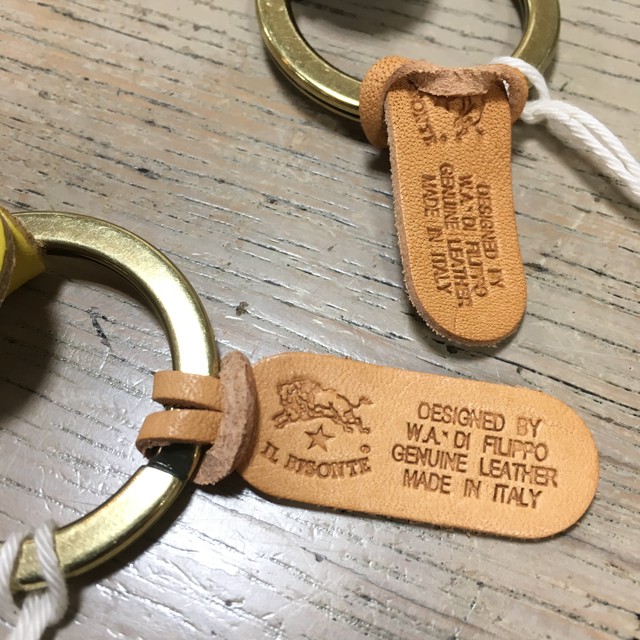 ONTE
DESIGNED BY
W.A. DI FILIPPO
GENUINE LEATHER
MADE IN ITALY
IL BISONTE ®
DESIGNED BY
W.A. DI FILIPPO
GENUINE LEATHER
MADE IN ITALY